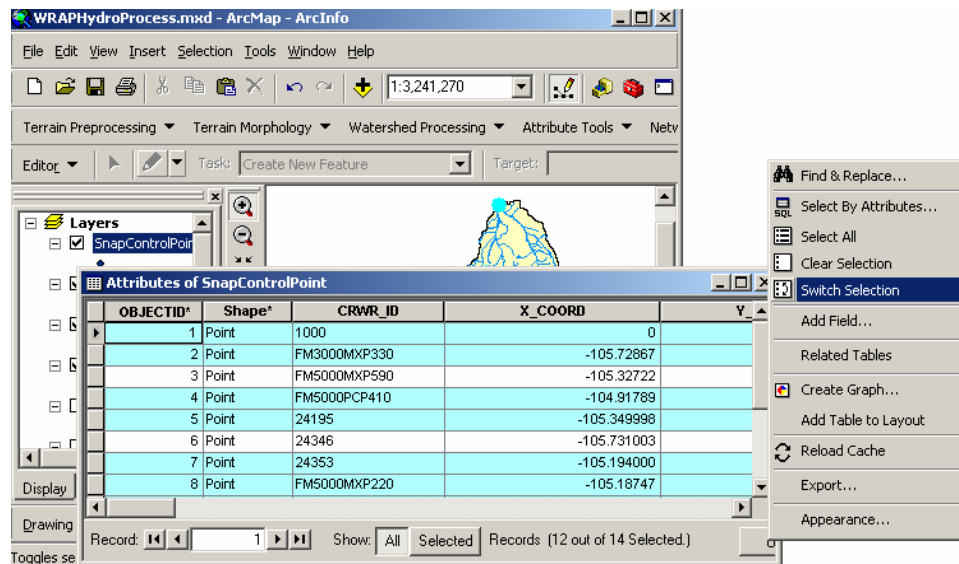 WRAPHydroProcess.mxd - ArcMap - ArcInfo
File Edit View Insert Selection Tools Window Help
1:3,241,270
Terrain Preprocessing Terrain Morphology Watershed Processing Attribute Tools Netw
Editor Task: Create New Feature Target:
Layers
SnapControlPoin
Attributes of SnapControlPoint
OBJECTID* Shape* CRWR_ID X_COORD Y_
1 Point 1000 0
2 Point FM3000MXP330 -105.72867
3 Point FM5000MXP590 -105.32722
4 Point FM5000PCP410 -104.91789
5 Point 24195 -105.349998
6 Point 24346 -105.731003
7 Point 24353 -105.194000
8 Point FM5000MXP220 -105.18747
Display
Drawing
Record: 1 Show: All Selected Records (12 out of 14 Selected.)
Toggles se
Find & Replace...
SQL Select By Attributes...
Select All
Clear Selection
Switch Selection
Add Field...
Related Tables
Create Graph...
Add Table to Layout
Reload Cache
Export...
Appearance...